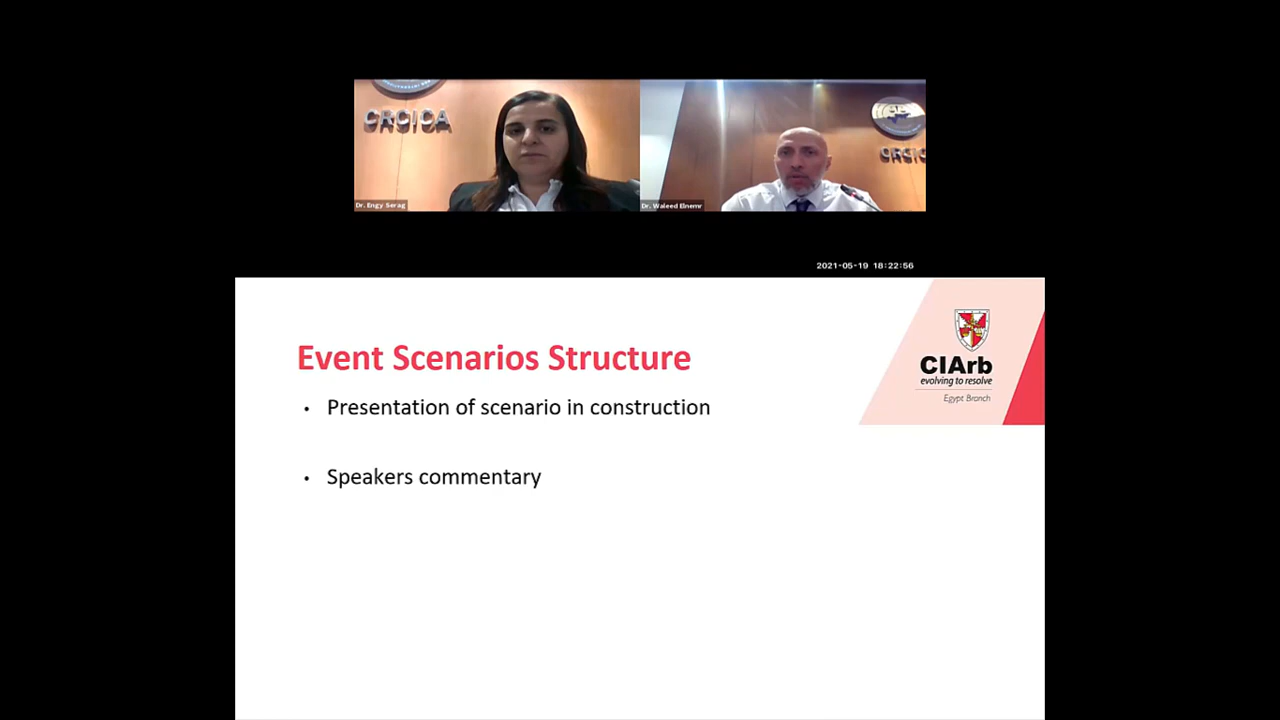 CRCICA
Dr. Engy Serag
CRCIC
Dr. Waleed Elnemr
2021-05-19 18:22:56
Event Scenarios Structure
• Presentation of scenario in construction
• Speakers commentary
CIArb
evolving to resolve
Egypt Branch